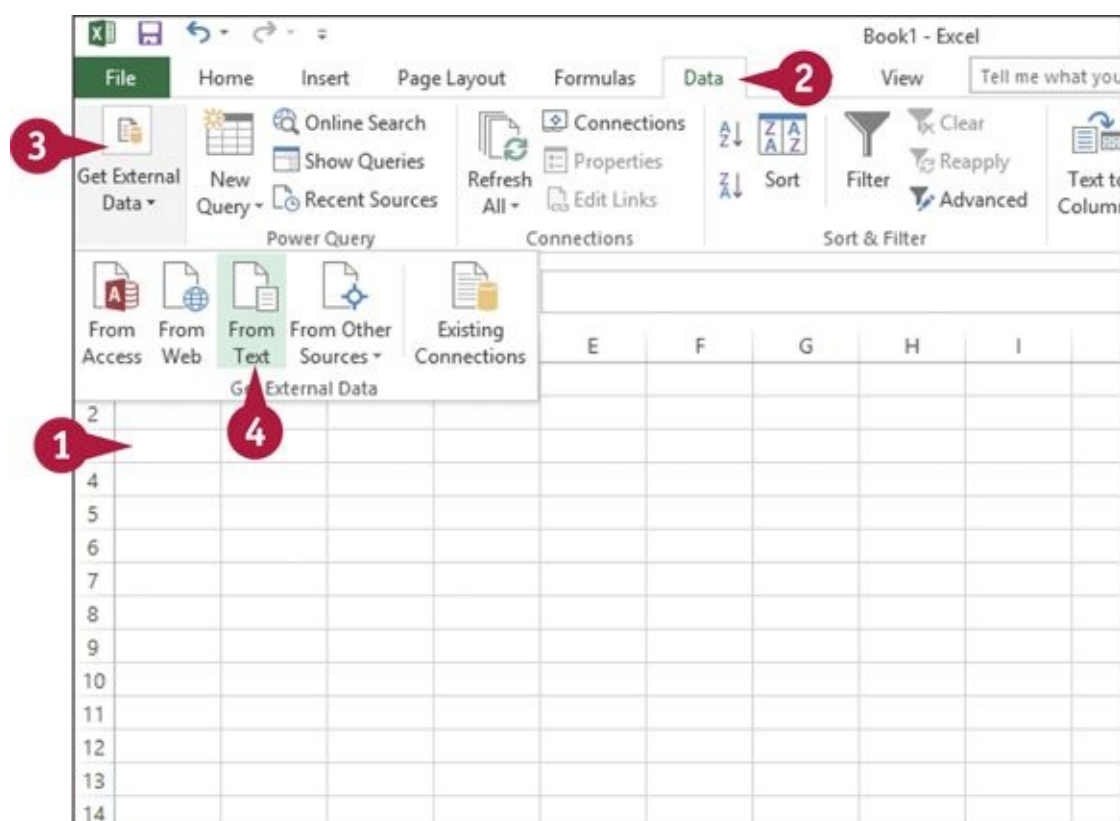 Book1 - Excel
File Home Insert Page Layout Formulas Data View Tell me what you
3
2
Get External
Data
New
Query
Online Search
Show Queries
Recent Sources
Power Query
Refresh
All
Connections
Properties
Edit Links
Connections
A
Z
Z
A
Z A
A Z
Sort
Filter
Clear
Reapply
Advanced
Sort & Filter
Text to
Colum
A
From
Access
From
Web
From
Text
From Other
Sources
Existing
Connections
External Data
E F G H I
1
4
2
4
5
6
7
8
9
10
11
12
13
14